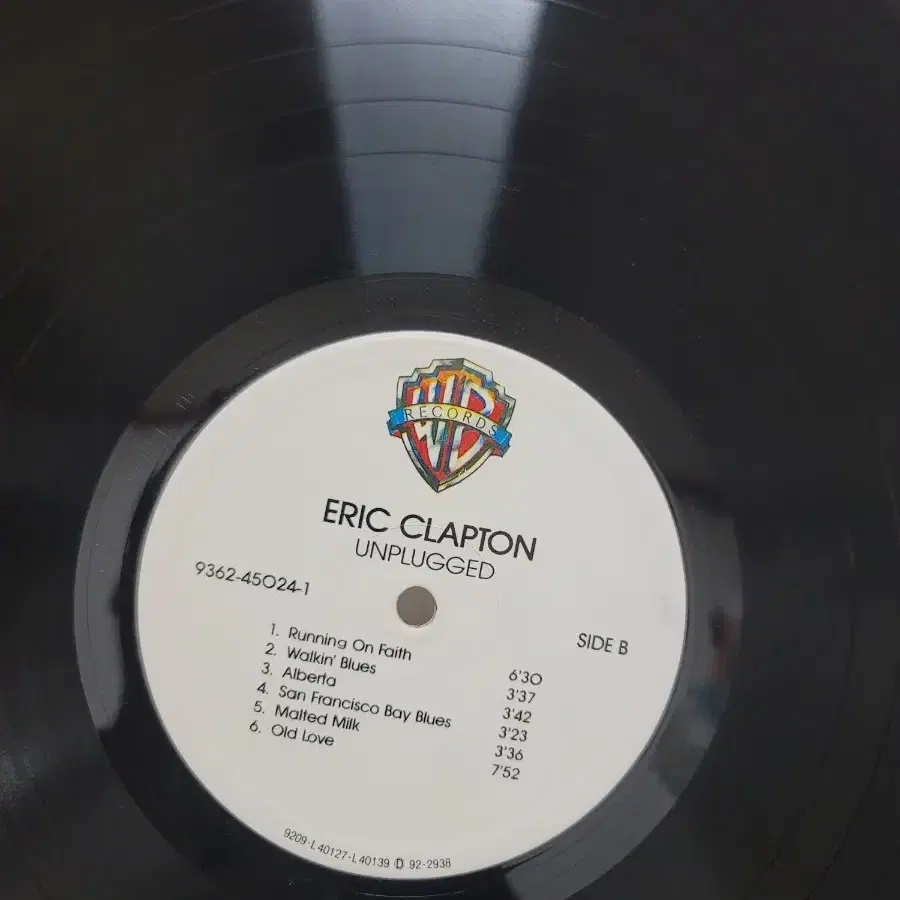 WB
RECORDS
ERIC CLAPTON
UNPLUGGED
9362-45024-1
SIDE B
1. Running On Faith 6'30
2. Walkin' Blues 3'37
3. Alberta 3'42
4. San Francisco Bay Blues 3'23
5. Malted Milk 3'36
6. Old Love 7'52
9209-L40127-L40139 Ⓓ 92-2938